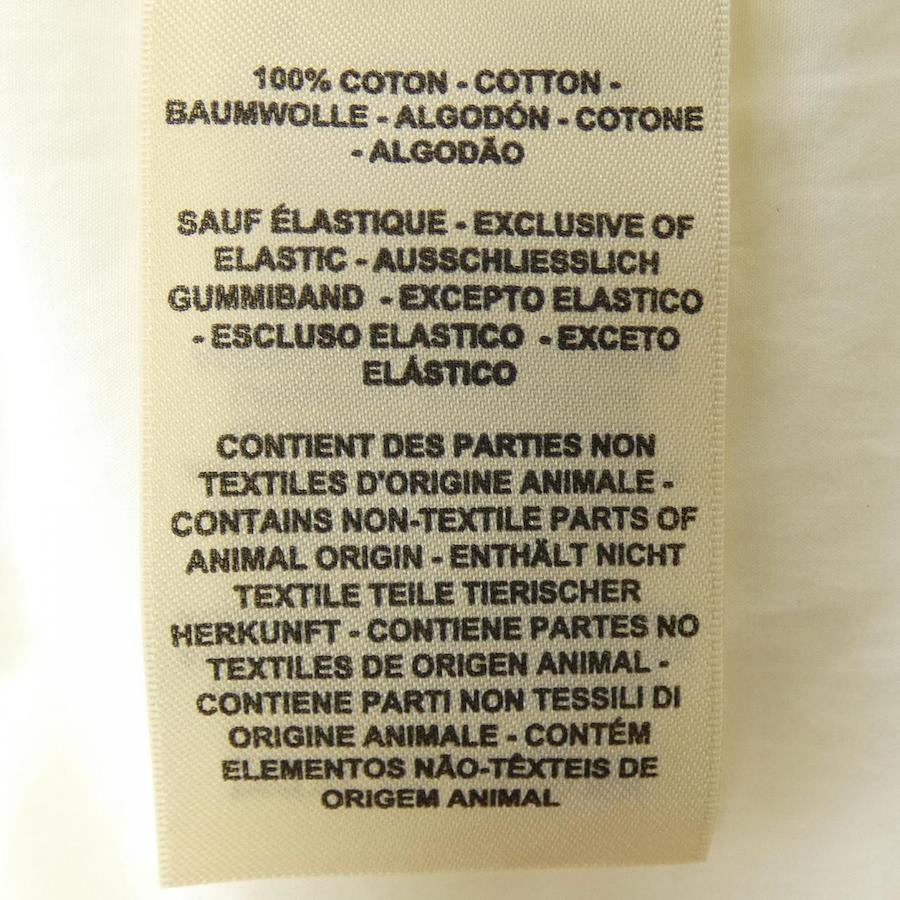 100% COTON - COTTON -
BAUMWOLLE - ALGODÓN - COTONE
- ALGODÃO
SAUF ÉLASTIQUE - EXCLUSIVE OF
ELASTIC - AUSSCHLIESSLICH
GUMMIBAND - EXCEPTO ELASTICO
- ESCLUSO ELASTICO - EXCETO
ELÁSTICO
CONTIENT DES PARTIES NON
TEXTILES D'ORIGINE ANIMALE -
CONTAINS NON-TEXTILE PARTS OF
ANIMAL ORIGIN - ENTHÄLT NICHT
TEXTILE TEILE TIERISCHER
HERKUNFT - CONTIENE PARTES NO
TEXTILES DE ORIGEN ANIMAL -
CONTIENE PARTI NON TESSILI DI
ORIGINE ANIMALE - CONTÉM
ELEMENTOS NÃO-TÊXTEIS DE
ORIGEM ANIMAL